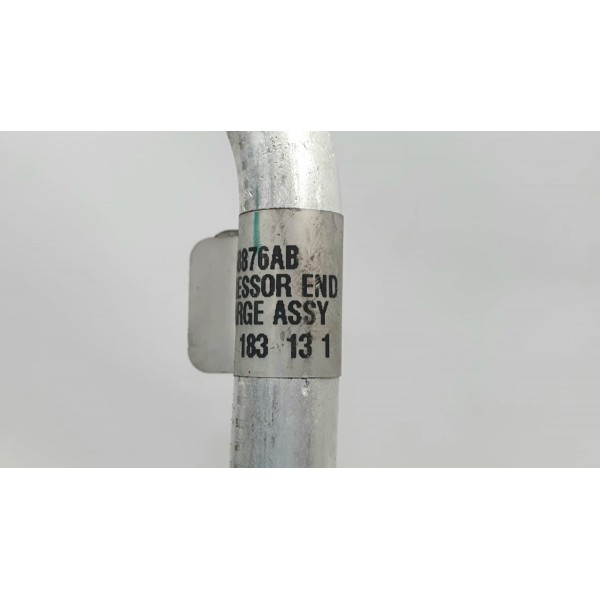 876AB
ESSOR END
RGE ASSY
183 13 1